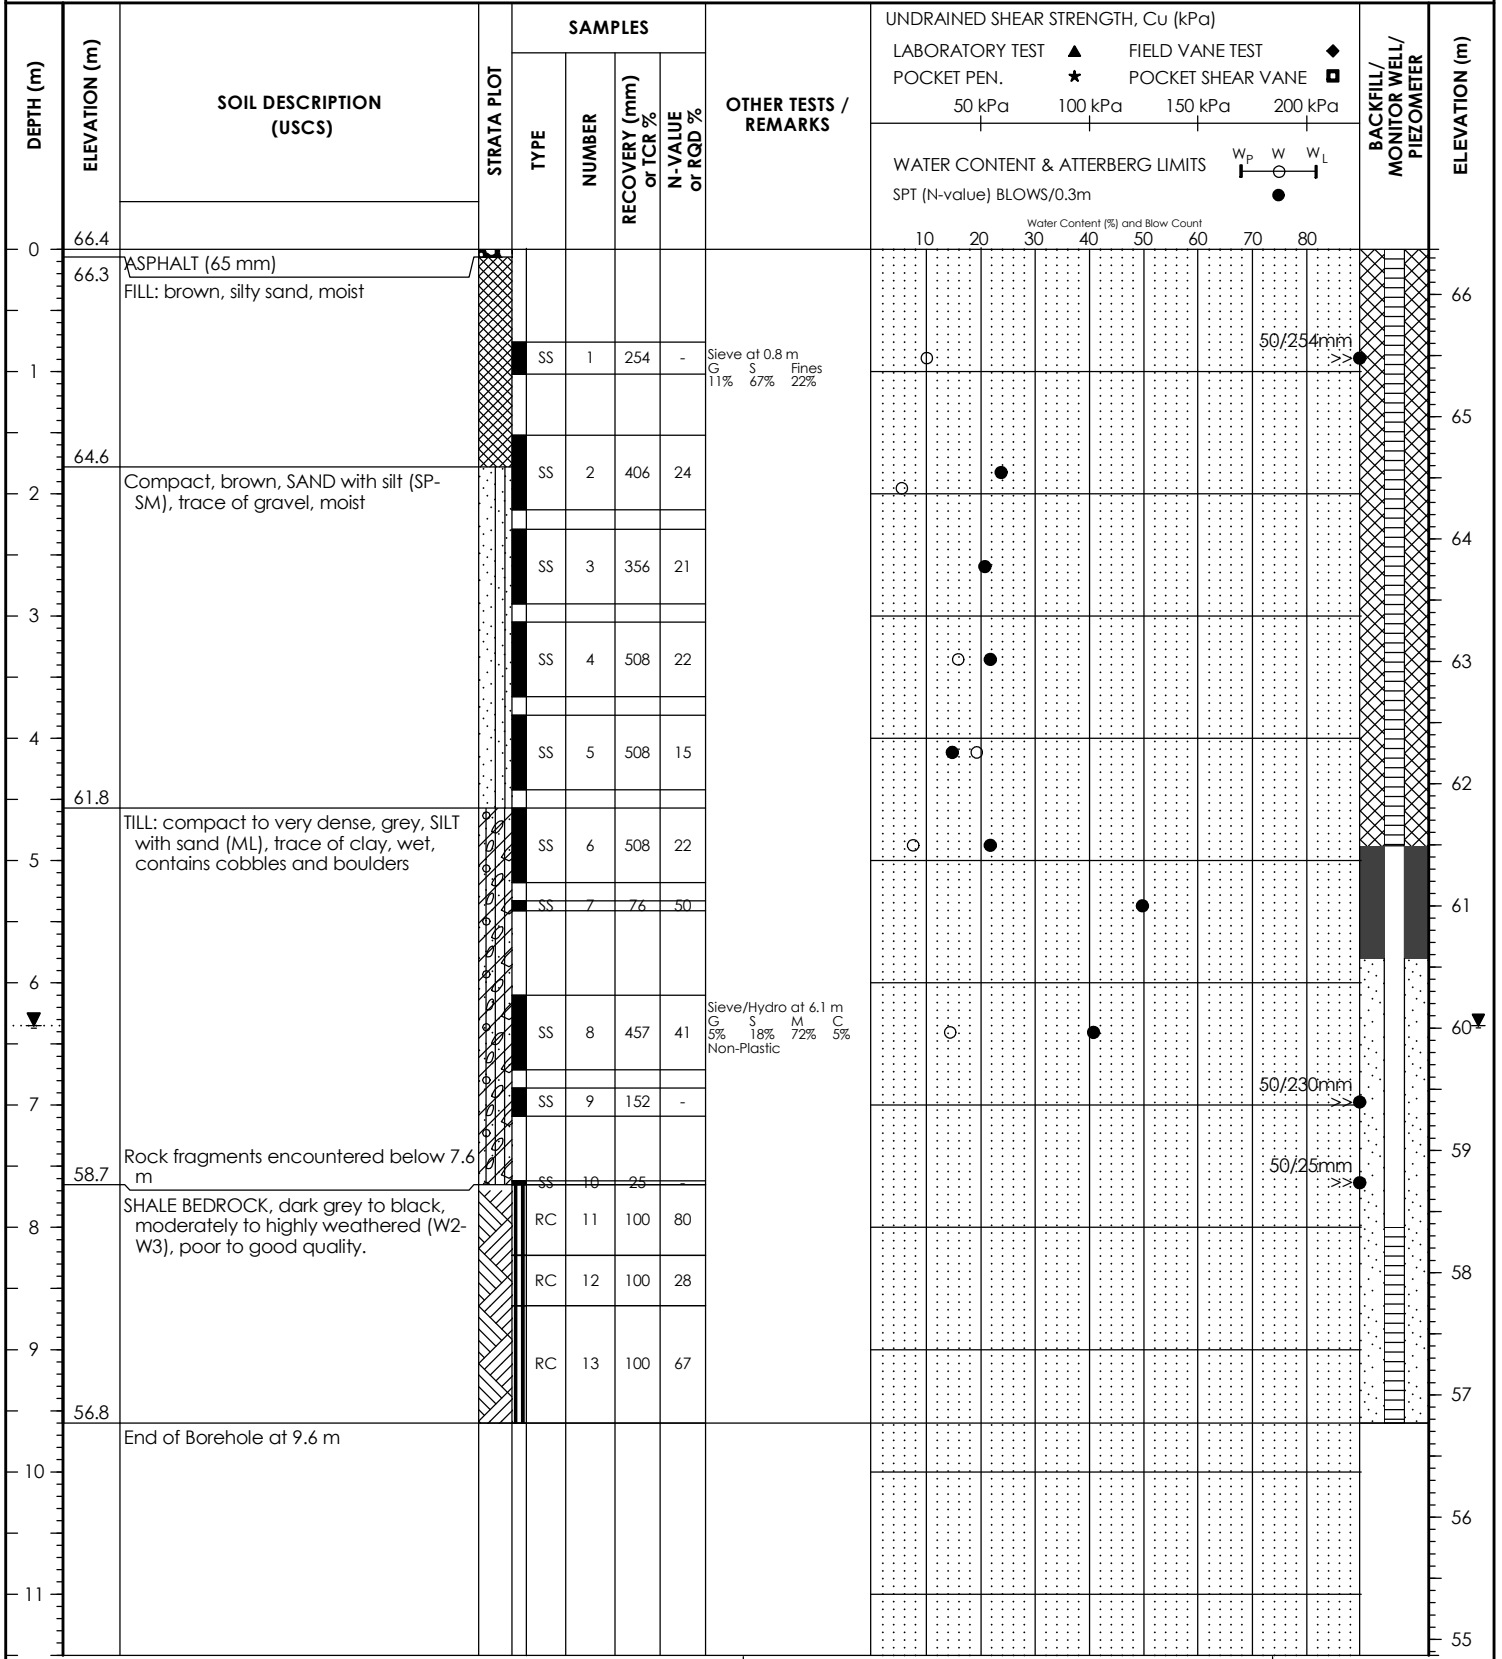 DEPTH (m)
ELEVATION (m)
SOIL DESCRIPTION
(USCS)
STRATA PLOT
SAMPLES
TYPE
NUMBER
RECOVERY (mm)
or TCR %
N-VALUE
or RQD %
OTHER TESTS /
REMARKS
UNDRAINED SHEAR STRENGTH, Cu (kPa)
LABORATORY TEST ▲ FIELD VANE TEST ◆
POCKET PEN. ★ POCKET SHEAR VANE
50 kPa 100 kPa 150 kPa 200 kPa
WATER CONTENT & ATTERBERG LIMITS WP W WL
SPT (N-value) BLOWS/0.3m ●
Water Content (%) and Blow Count
10 20 30 40 50 60 70 80
BACKFILL/
MONITOR WELL/
PIEZOMETER
ELEVATION (m)
0 66.4
66.3 ASPHALT (65 mm)
FILL: brown, silty sand, moist
66
50/254mm
>>
SS 1 254 - Sieve at 0.8 m
G S Fines
11% 67% 22%
1
65
64.6
Compact, brown, SAND with silt (SP-
SM), trace of gravel, moist
SS 2 406 24
2
64
SS 3 356 21
3
SS 4 508 22
63
4
SS 5 508 15
62
61.8
TILL: compact to very dense, grey, SILT
with sand (ML), trace of clay, wet,
contains cobbles and boulders
SS 6 508 22
5
SS 7 76 50
61
6
Sieve/Hydro at 6.1 m
G S M C
5% 18% 72% 5%
Non-Plastic
SS 8 457 41
60
50/230mm
>>
SS 9 152 -
7
59
Rock fragments encountered below 7.6
m
58.7
50/25mm
>>
SS 10 25 -
SHALE BEDROCK, dark grey to black,
moderately to highly weathered (W2-
W3), poor to good quality.
RC 11 100 80
8
RC 12 100 28
58
9
RC 13 100 67
57
56.8
End of Borehole at 9.6 m
10
56
11
55